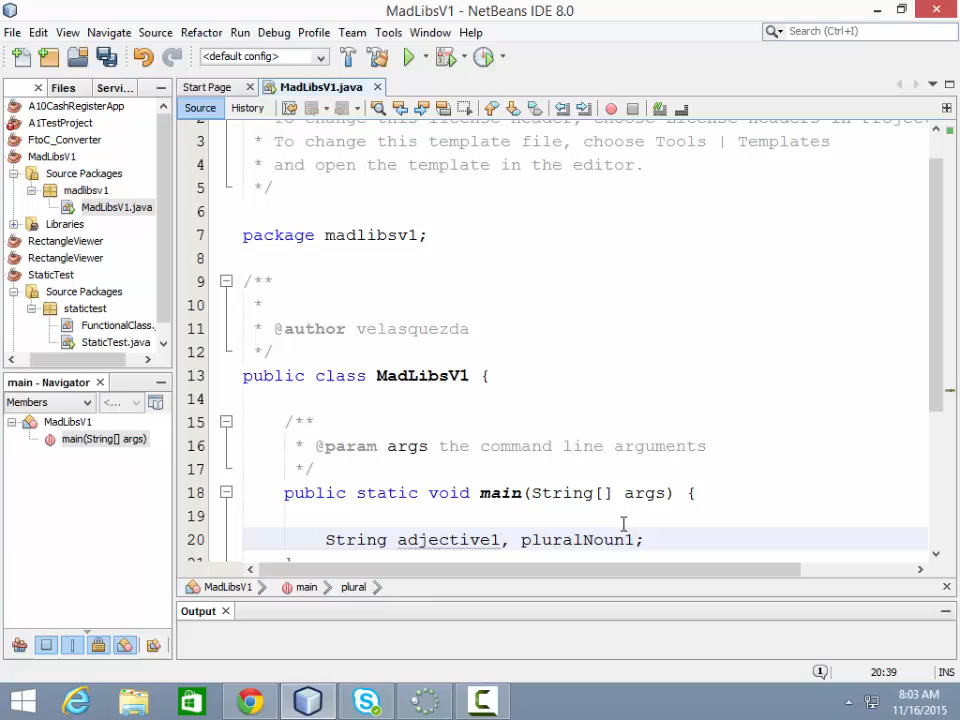 MadLibsV1 - NetBeans IDE 8.0
File Edit View Navigate Source Refactor Run Debug Profile Team Tools Window Help
Search (Ctrl+I)
<default config>
Files Servi...
Start Page MadLibsV1.java
Source History
A10CashRegisterApp
A1TestProject
FtoC_Converter
MadLibsV1
Source Packages
madlibsv1
MadLibsV1.java
Libraries
RectangleViewer
RectangleViewer
StaticTest
Source Packages
statictest
FunctionalClass.
StaticTest.java
main - Navigator
Members <...
MadLibsV1
main(String[] args)
2 * To change this license header, choose License Headers in Projec
3 * To change this template file, choose Tools | Templates
4 * and open the template in the editor.
5 */
6
7 package madlibsv1;
8
9 /**
10 *
11 * @author velasquezda
12 */
13 public class MadLibsV1 {
14
15 /**
16 * @param args the command line arguments
17 */
18 public static void main(String[] args) {
19
20 String adjective1, pluralNoun1;
21 }
MadLibsV1 main plural
Output
20:39 INS
8:03 AM
11/16/2015